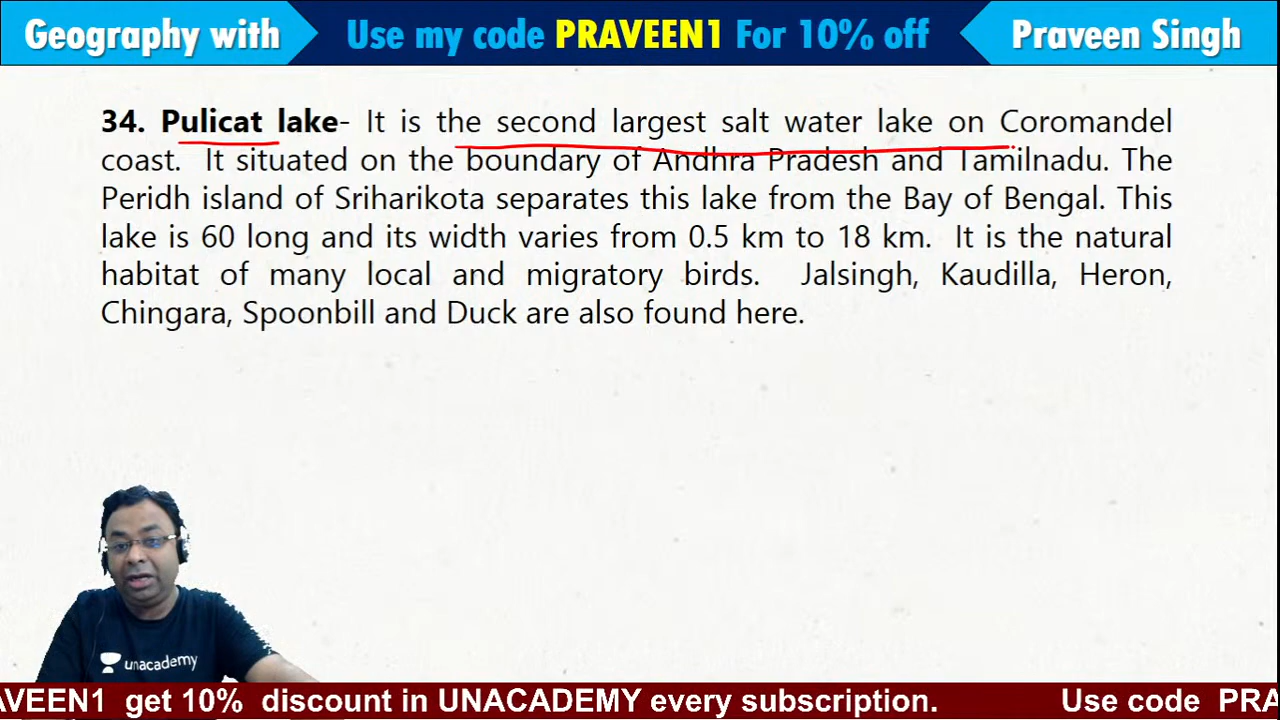 Geography with
Use my code PRAVEEN1 For 10% off
Praveen Singh
34. Pulicat lake- It is the second largest salt water lake on Coromandel
coast. It situated on the boundary of Andhra Pradesh and Tamilnadu. The
Peridh island of Sriharikota separates this lake from the Bay of Bengal. This
lake is 60 long and its width varies from 0.5 km to 18 km. It is the natural
habitat of many local and migratory birds. Jalsingh, Kaudilla, Heron,
Chingara, Spoonbill and Duck are also found here.
unacademy
AVEEN1 get 10% discount in UNACADEMY every subscription. Use code PRA